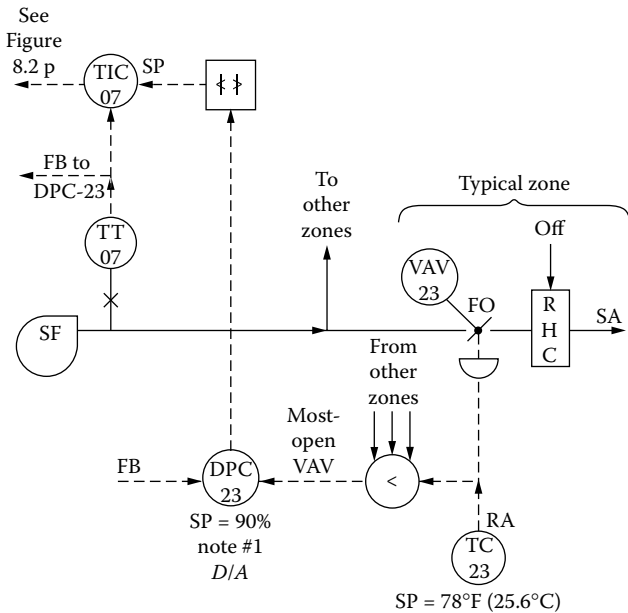 See
Figure
8.2 p
TIC
07
SP
FB to
DPC-23
TT
07
To
other
zones
Typical zone
Off
VAV
23
FO
R
H
C
SA
SF
From
other
zones
Most-
open
VAV
FB
DPC
23
<
SP = 90%
note #1
D/A
RA
TC
23
SP = 78°F (25.6°C)